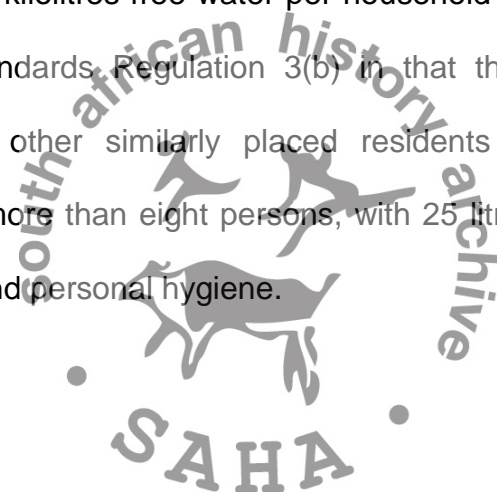 kilolitres free water per household
ndards Regulation 3(b) in that th
other similarly placed residents
more than eight persons, with 25 lit
nd personal hygiene.
south african history archive
SAHA